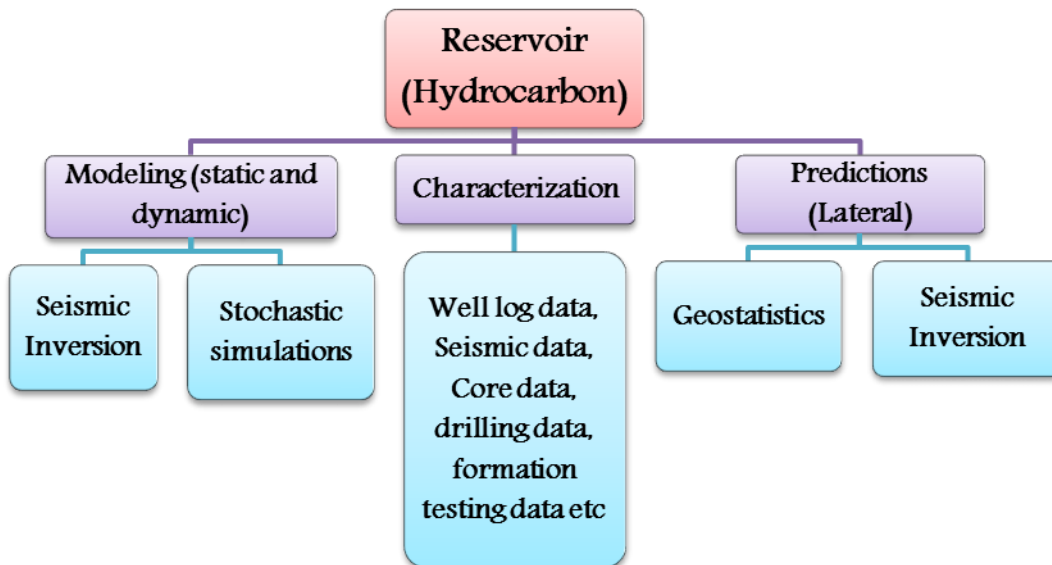 Reservoir
(Hydrocarbon)
Modeling (static and
dynamic)
Characterization
Predictions
(Lateral)
Seismic
Inversion
Stochastic
simulations
Well log data,
Seismic data,
Core data,
drilling data,
formation
testing data etc
Geostatistics
Seismic
Inversion